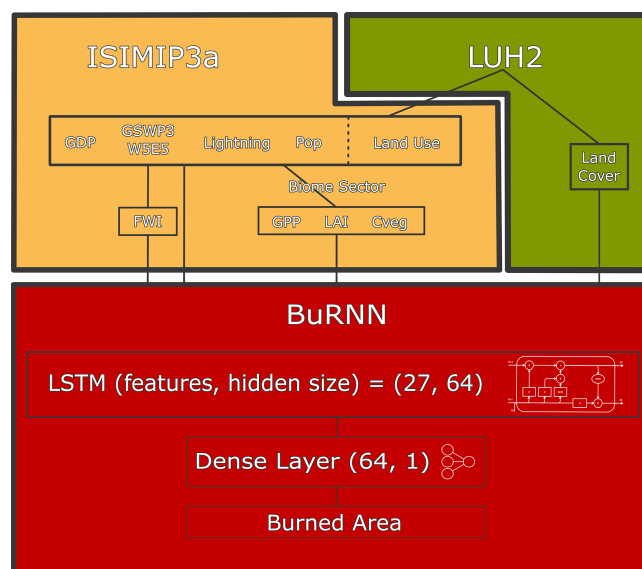 ISIMIP3a
LUH2
GDP
GSWP3
W5E5
Lightning
Pop
Land Use
Land
Cover
Biome Sector
FWI
GPP
LAI
Cveg
BuRNN
LSTM (features, hidden size) = (27, 64)
Dense Layer (64, 1)
Burned Area